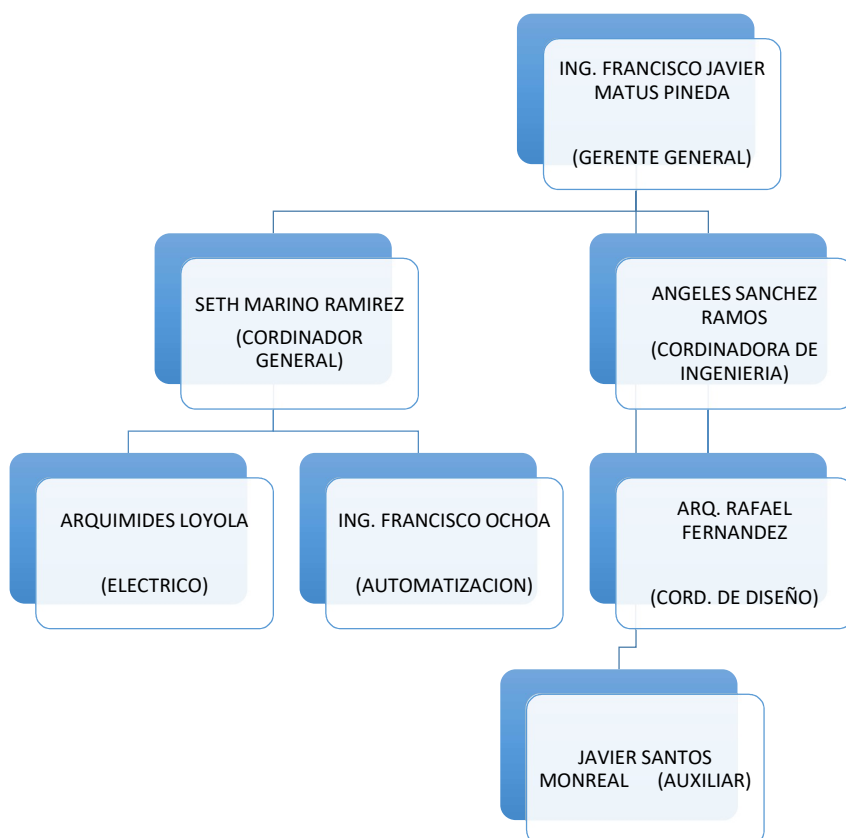 ING. FRANCISCO JAVIER
MATUS PINEDA
(GERENTE GENERAL)
SETH MARINO RAMIREZ
(CORDINADOR
GENERAL)
ANGELES SANCHEZ
RAMOS
(CORDINADORA DE
INGENIERIA)
ARQUIMIDES LOYOLA
(ELECTRICO)
ING. FRANCISCO OCHOA
(AUTOMATIZACION)
ARQ. RAFAEL
FERNANDEZ
(CORD. DE DISEÑO)
JAVIER SANTOS
MONREAL (AUXILIAR)